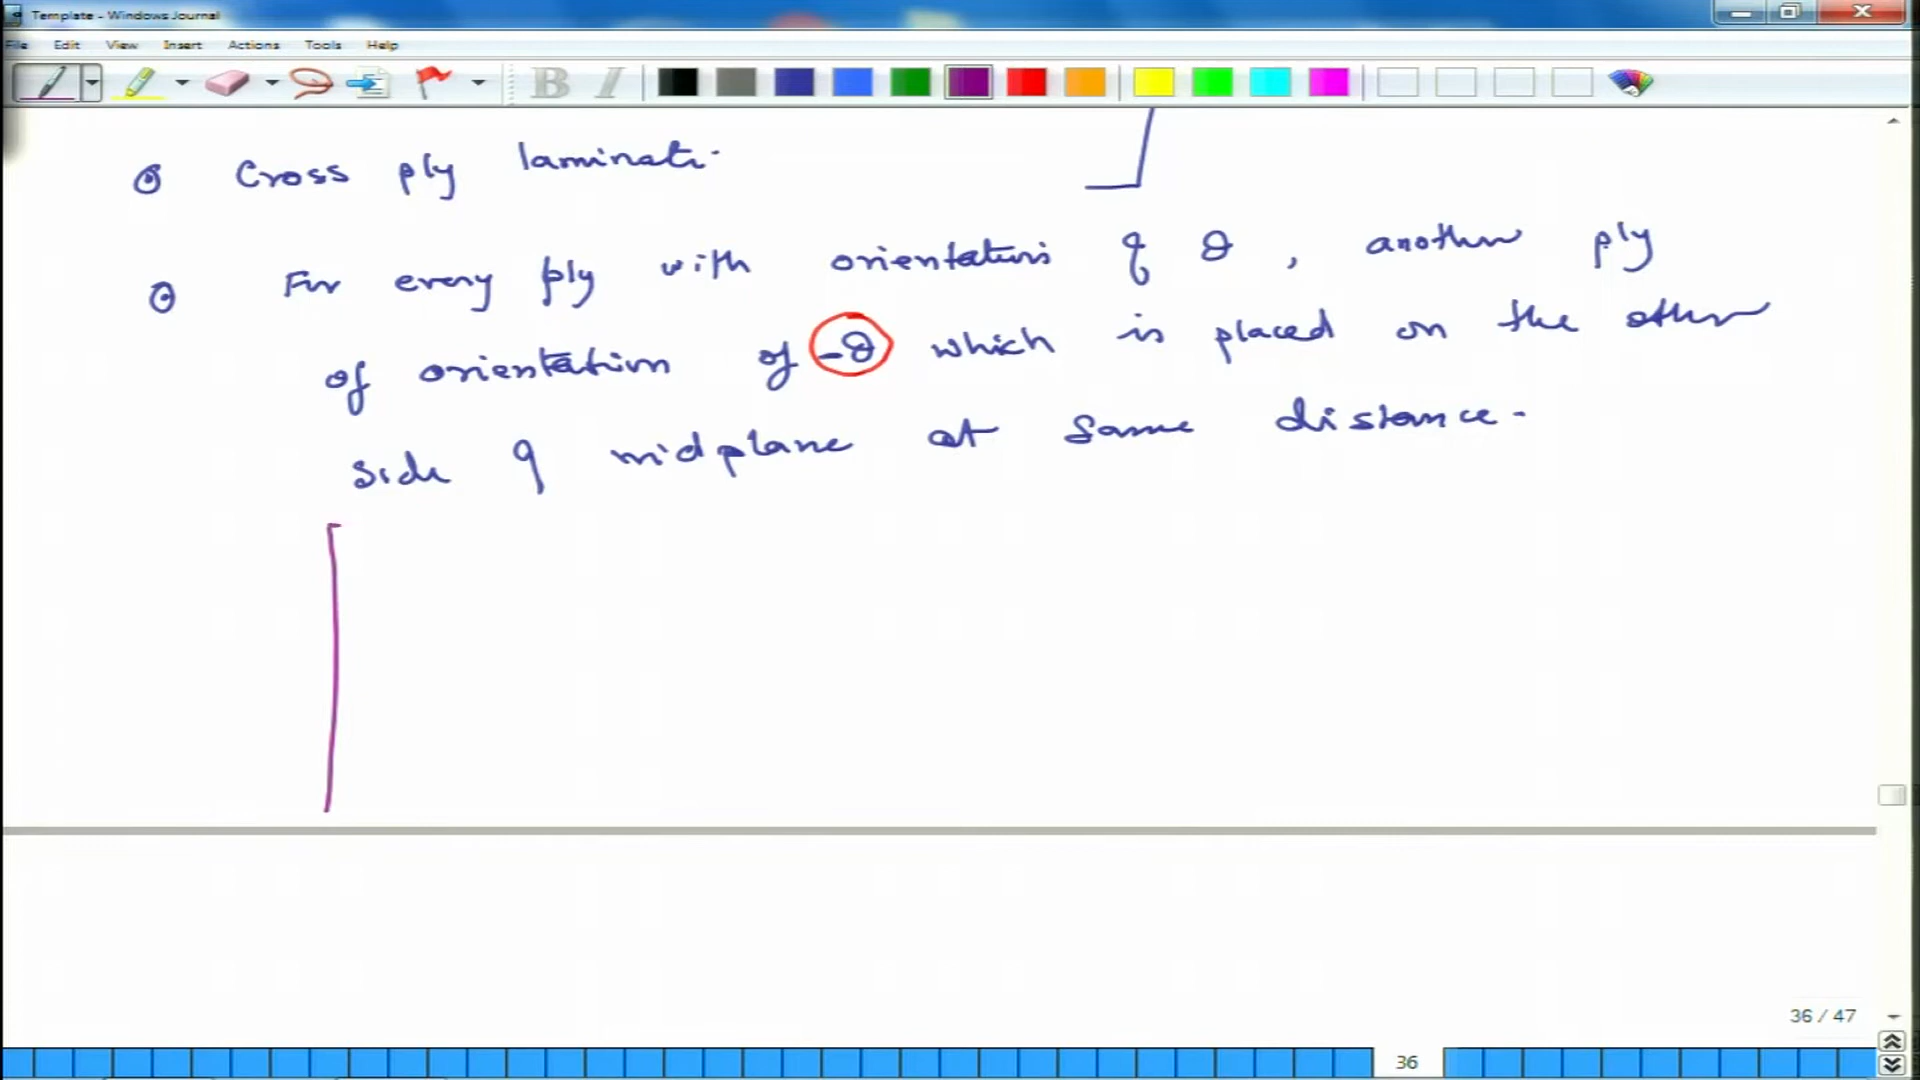 Template - Windows Journal
File Edit View Insert Actions Tools Help
B I
Cross ply laminate.
For every ply with orientation of θ, another ply
of orientation of -θ which is placed on the other
side of midplane at same distance.
36 / 47
36